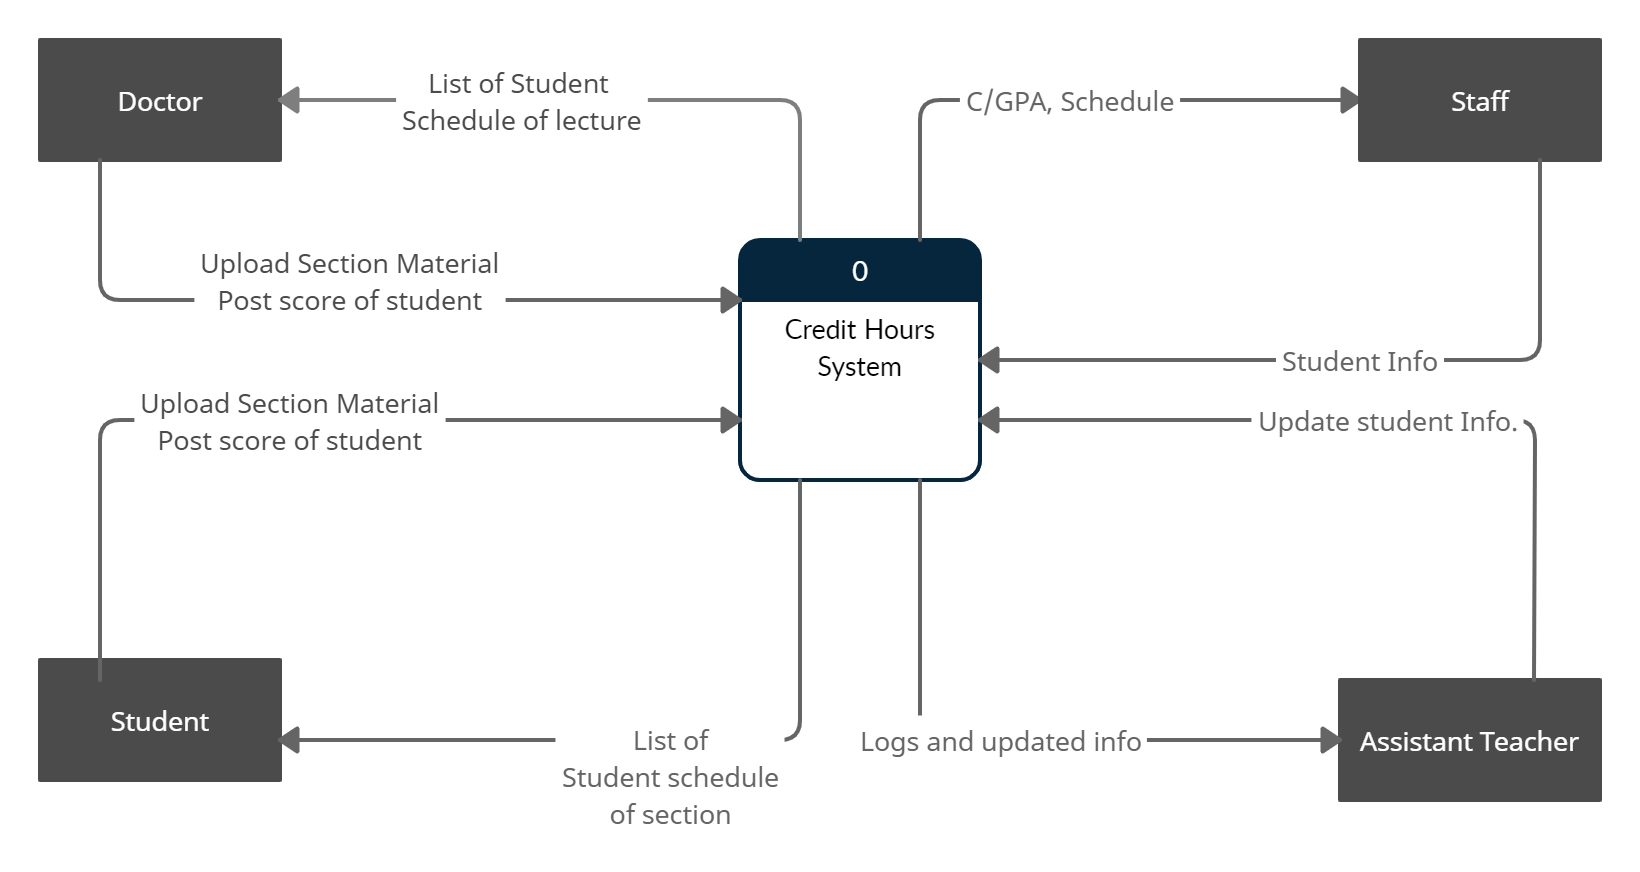 Doctor
List of Student
Schedule of lecture
C/GPA, Schedule
Staff
Upload Section Material
Post score of student
0
Credit Hours
System
Student Info
Upload Section Material
Post score of student
Update student Info.
Student
List of
Student schedule
of section
Logs and updated info
Assistant Teacher